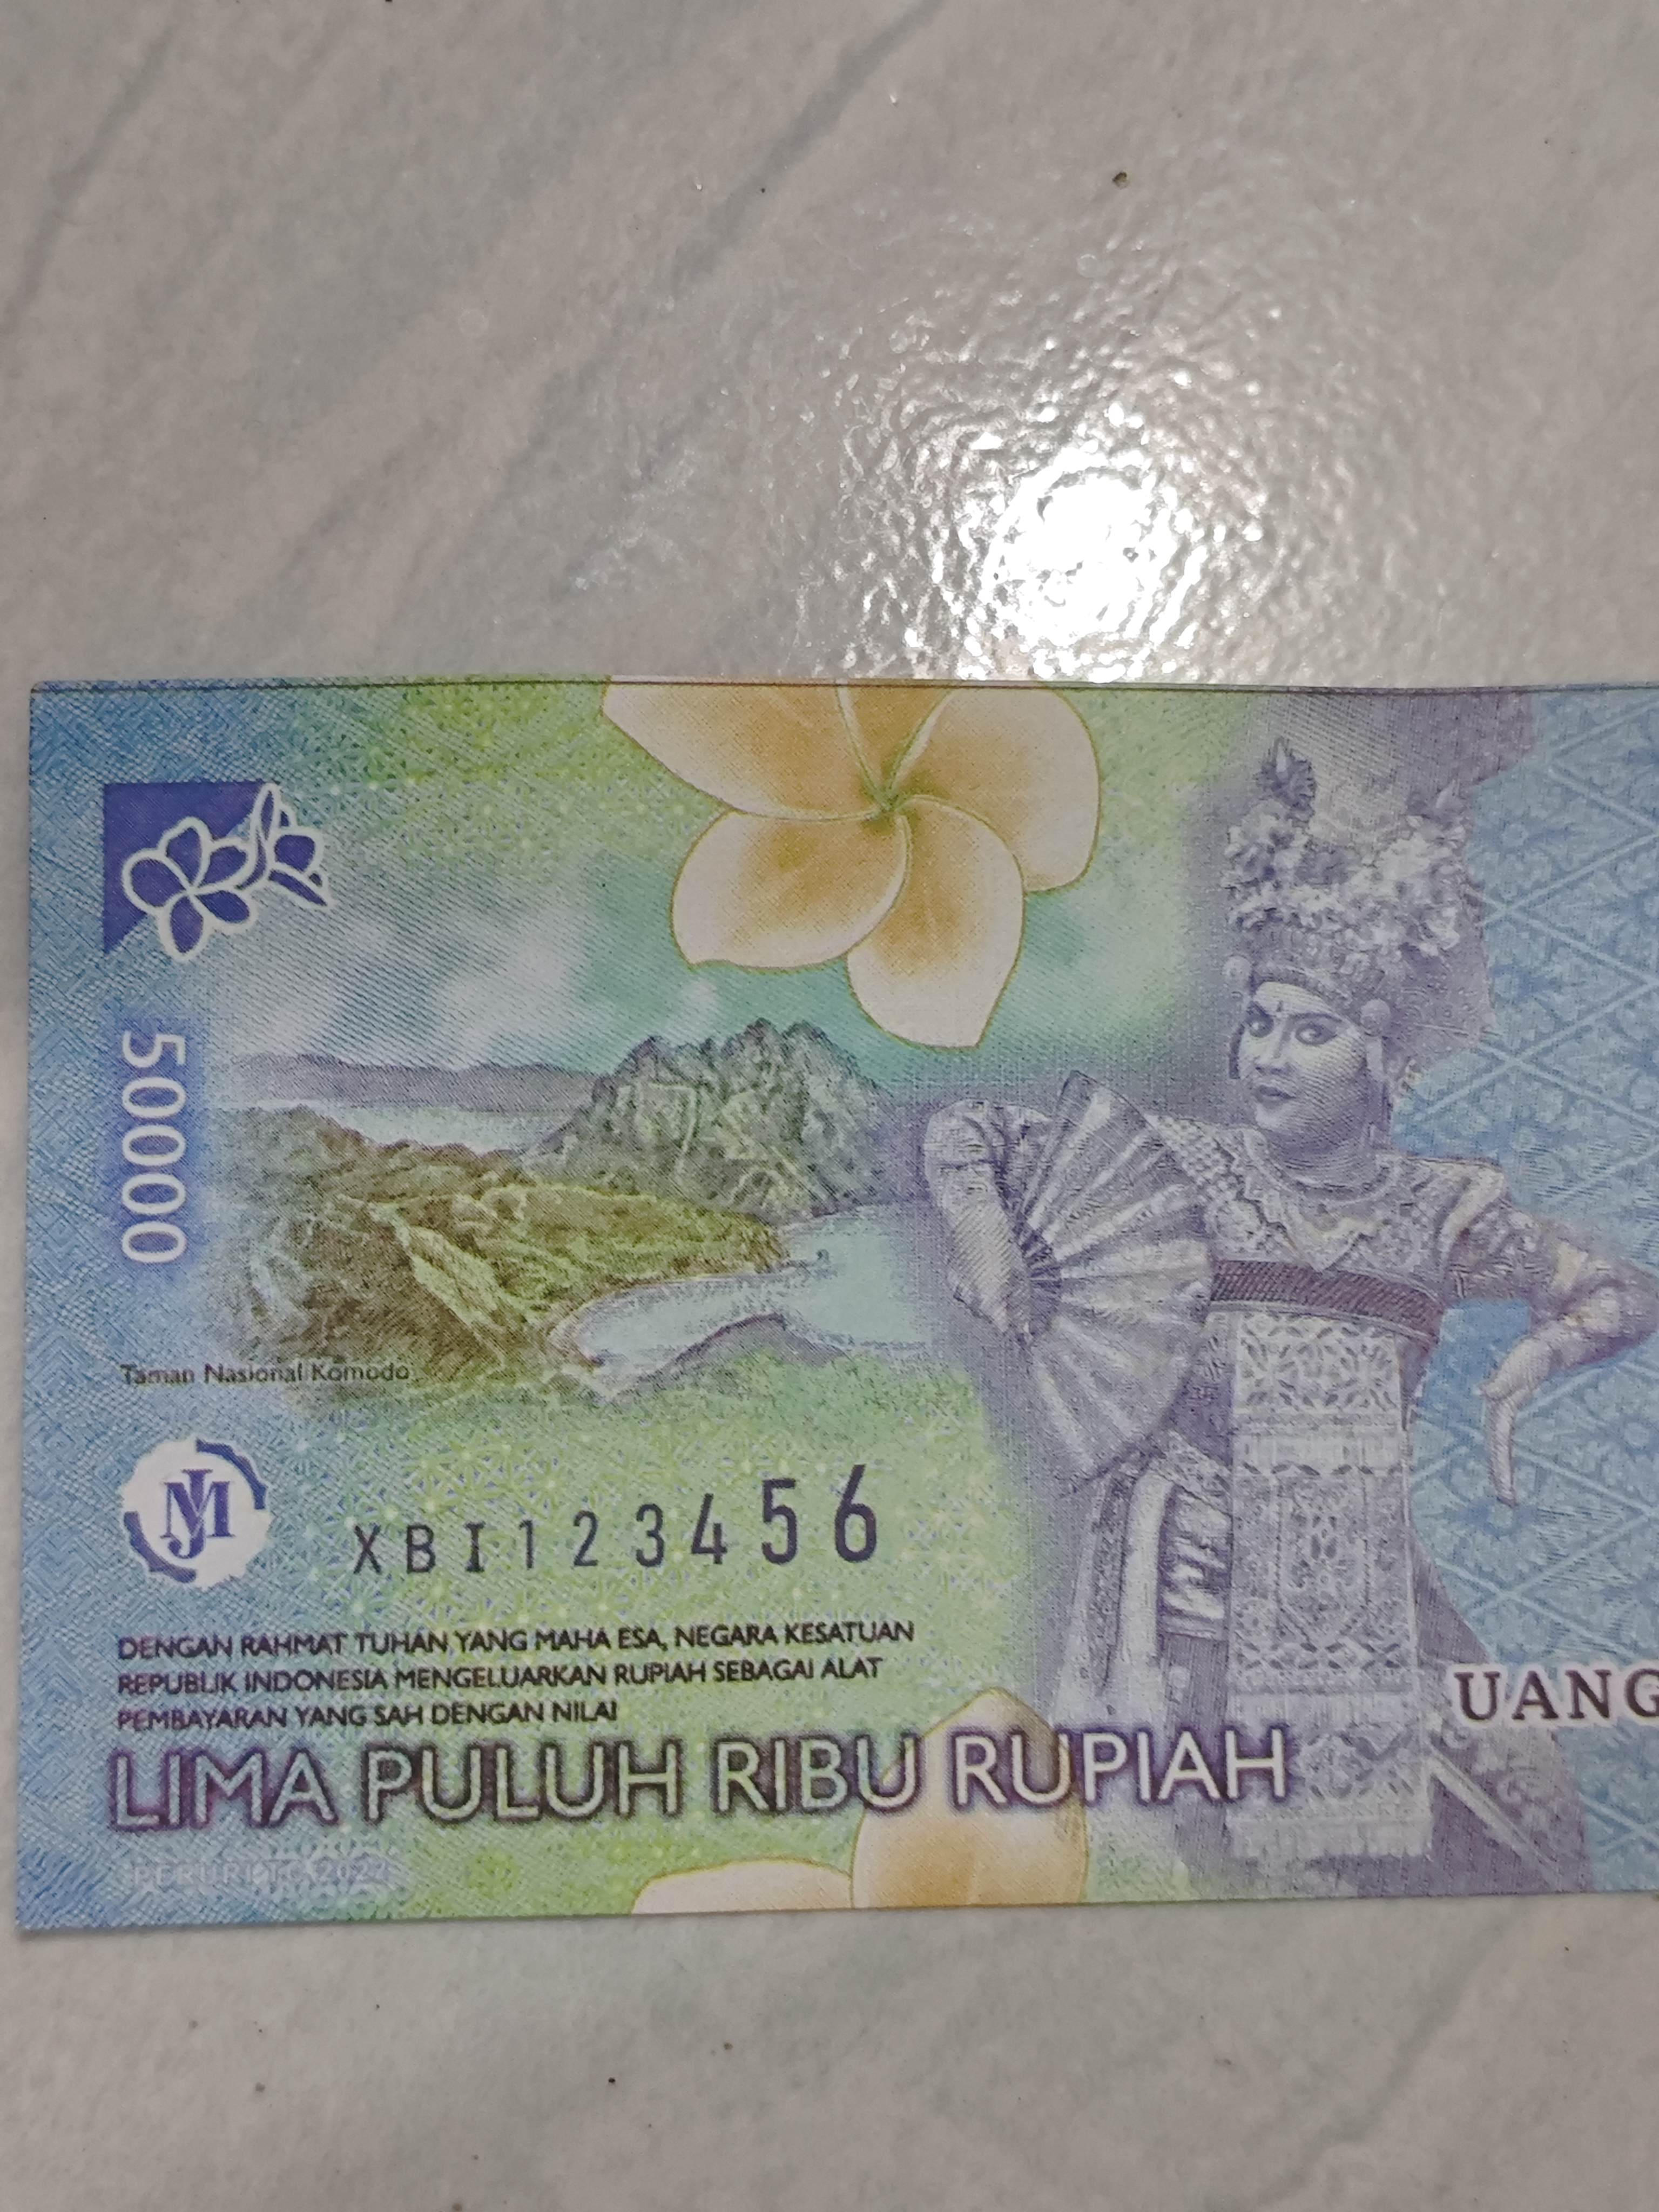 50000
Taman Nasional Komodo
MJ
XBI123456
DENGAN RAHMAT TUHAN YANG MAHA ESA, NEGARA KESATUAN
REPUBLIK INDONESIA MENGELUARKAN RUPIAH SEBAGAI ALAT
PEMBAYARAN YANG SAH DENGAN NILAI
UANG
LIMA PULUH RIBU RUPIAH